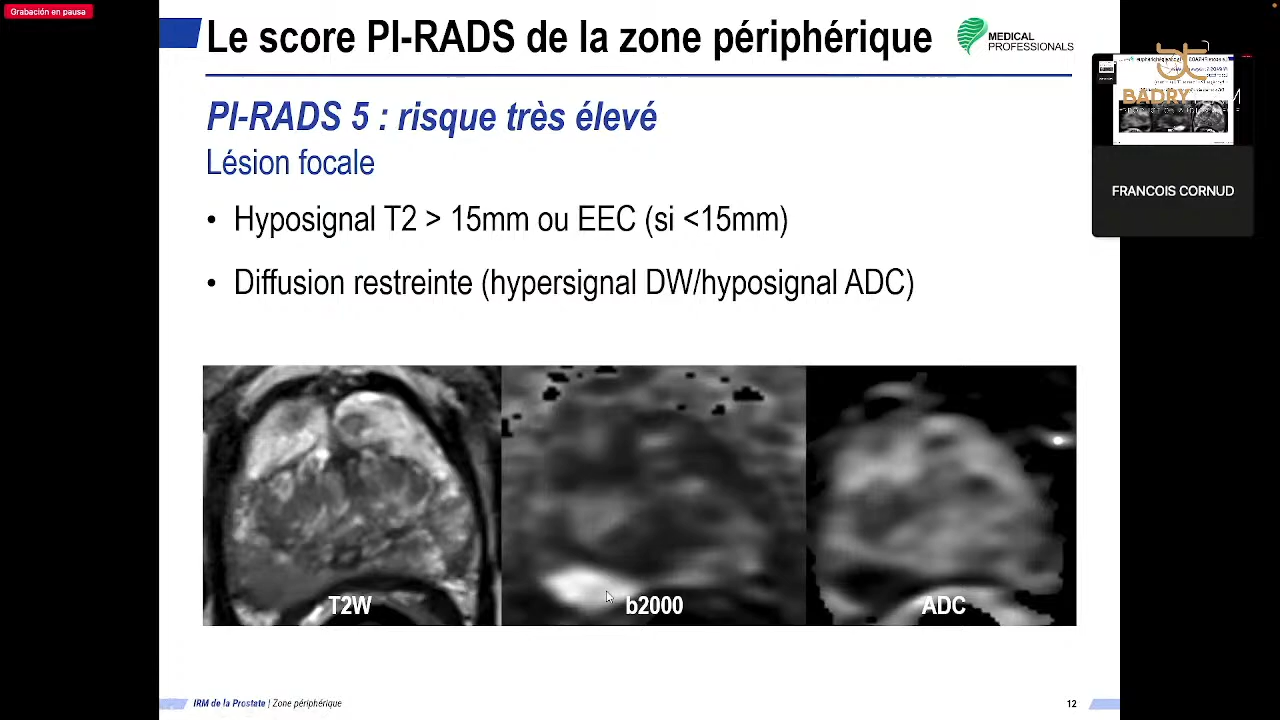 Grabación en pausa
Le score PI-RADS de la zone périphérique
MEDICAL
PROFESSIONALS
PI-RADS 5 : risque très élevé
Lésion focale
• Hyposignal T2 > 15mm ou EEC (si <15mm)
• Diffusion restreinte (hypersignal DW/hyposignal ADC)
T2W
b2000
ADC
BADRY
FRANCOIS CORNUD
IRM de la Prostate | Zone périphérique
12